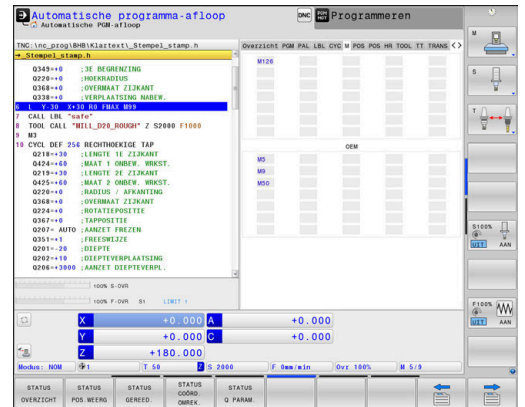 Automatische programma-afloop
Automatische PGM-afloop
DNC
Programmeren
TNC:\nc_prog\BHB\Klartext\_Stempel_stamp.h
→_Stempel_stamp.h
Q349=+0 ;3E BEGRENZING
Q220=+0 ;HOEKRADIUS
Q368=+0 ;OVERMAAT ZIJKANT
Q338=+0 ;VERPLAATSING NABEW.
6 L Y-30 X+30 R0 FMAX M99
7 CALL LBL "safe"
8 TOOL CALL "MILL_D20_ROUGH" Z S2000 F1000
9 M3
10 CYCL DEF 256 RECHTHOEKIGE TAP
Q218=+30 ;LENGTE 1E ZIJKANT
Q424=+60 ;MAAT 1 ONBEW. WRKST.
Q219=+30 ;LENGTE 2E ZIJKANT
Q425=+60 ;MAAT 2 ONBEW. WRKST.
Q220=+0 ;RADIUS / AFKANTING
Q368=+0 ;OVERMAAT ZIJKANT
Q224=+0 ;ROTATIEPOSITIE
Q367=+0 ;TAPPOSITIE
Q207= AUTO ;AANZET FREZEN
Q351=+1 ;FREESWIJZE
Q201=-20 ;DIEPTE
Q202=+10 ;DIEPTEVERPLAATSING
Q206=+3000 ;AANZET DIEPTEVERPL.
Overzicht PGM PAL LBL CYC M POS POS HR TOOL TT TRANS
M126
OEM
M5
M9
M50
100% S-OVR
100% F-OVR S1 LIMIT 1
X +0.000 A +0.000
Y +0.000 C +0.000
Z +180.000
Modus: NOM 1 T 50 Z S 2000 F 0mm/min Ovr 100% M 5/9
M
S
T
S100%
UIT AAN
F100%
UIT AAN
STATUS OVERZICHT
STATUS POS.WEERG
STATUS GEREED.
STATUS COÖRD. OMREK.
STATUS Q PARAM.